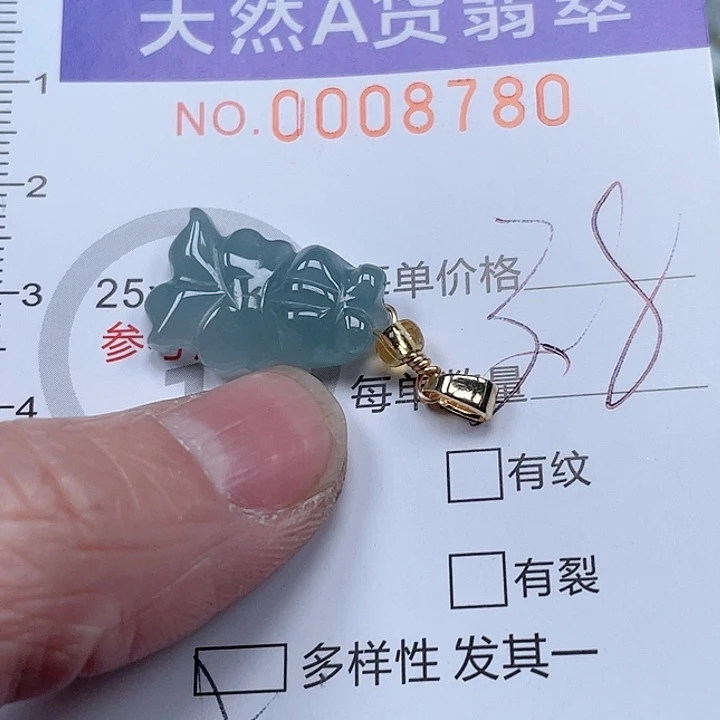 天然A货翡翠
NO.0008780
1
2
3
4
每单价格
38
25
参
每单数量
有纹
有裂
多样性 发其一